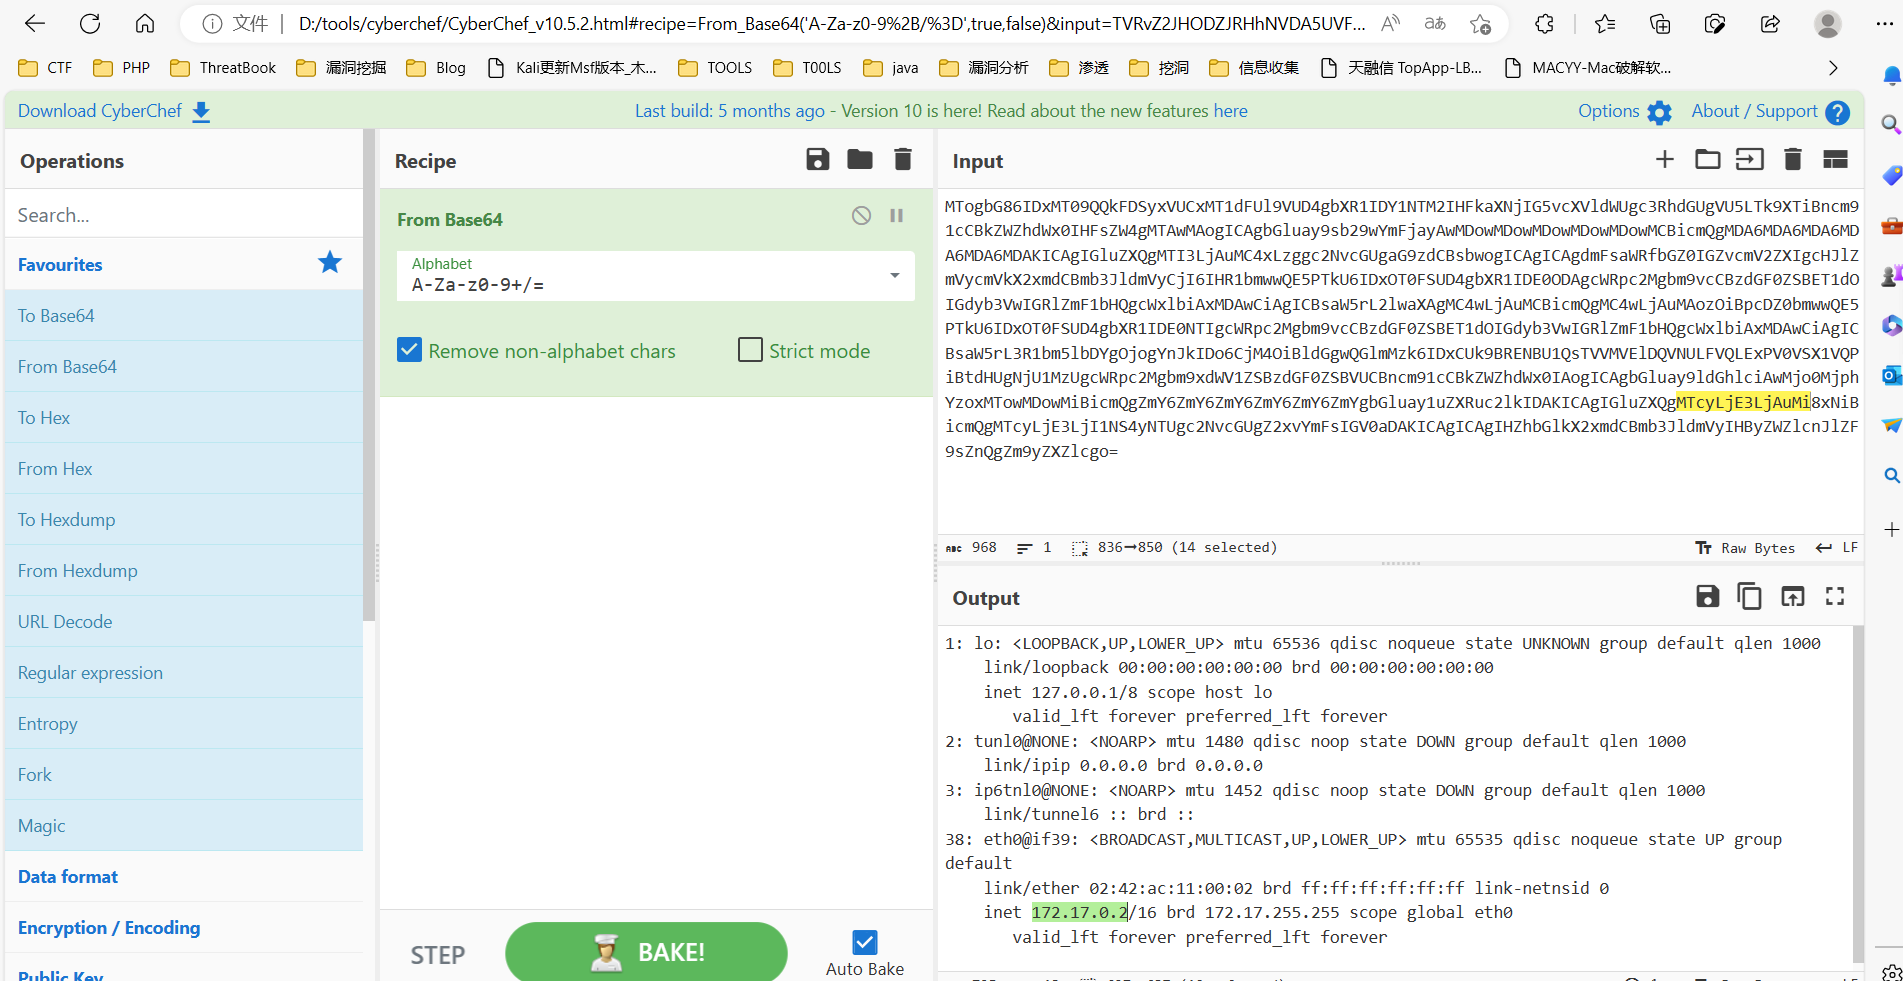 文件 D:/tools/cyberchef/CyberChef_v10.5.2.html#recipe=From_Base64('A-Za-z0-9%2B/%3D',true,false)&input=TVRvZ2JHODZJRHhNVDA5UVF...
CTF PHP ThreatBook 漏洞挖掘 Blog Kali更新Msf版本_木... TOOLS T00LS java 漏洞分析 渗透 挖洞 信息收集 天融信 TopApp-LB... MACYY-Mac破解软...
Download CyberChef Last build: 5 months ago - Version 10 is here! Read about the new features here Options About / Support
Operations
Search...
Favourites
To Base64
From Base64
To Hex
From Hex
To Hexdump
From Hexdump
URL Decode
Regular expression
Entropy
Fork
Magic
Data format
Encryption / Encoding
Public Key
Recipe
From Base64
Alphabet
A-Za-z0-9+/=
Remove non-alphabet chars Strict mode
STEP BAKE!
Auto Bake
Input
MTogbG86IDxMT09QQkFDSyxVUCxMT1dFUl9VUD4gbXR1IDY1NTM2IHFkaXNjIG5vcXVldWUgc3RhdGUgVU5LTk9XTiBncm9
1cCBkZWZhdWx0IHFsZW4gMTAwMAogICAgbGluay9sb29wYmFjayAwMDowMDowMDowMDowMDowMCBicmQgMDA6MDA6MDA6MD
A6MDA6MDAKICAgIGluZXQgMTI3LjAuMC4xLzggc2NvcGUgaG9zdCBsbwogICAgICAgdmFsaWRfbGZ0IGZvcmV2ZXIgcHJlZ
mVycmVkX2xmdCBmb3JldmVyCjI6IHR1bmwwQE5PTkU6IDxOT0FSUD4gbXR1IDE0ODAgcWRpc2Mgbm9vcCBzdGF0ZSBET1dO
IGdyb3VwIGRlZmF1bHQgcWxlbiAxMDAwCiAgICBsaW5rL2lwaXAgMC4wLjAuMCBicmQgMC4wLjAuMAozOiBpcDZ0bmwwQE5
PTkU6IDxOT0FSUD4gbXR1IDE0NTIgcWRpc2Mgbm9vcCBzdGF0ZSBET1dOIGdyb3VwIGRlZmF1bHQgcWxlbiAxMDAwCiAgIC
BsaW5rL3R1bm5lbDYgOjogYnJkIDo6CjM4OiBldGgwQGlmMzk6IDxCUk9BRENBU1QsTVVMVElDQVNULFVQLExPV0VSX1VQP
iBtdHUgNjU1MzUgcWRpc2Mgbm9xdWV1ZSBzdGF0ZSBVUCBncm91cCBkZWZhdWx0IAogICAgbGluay9ldGhlciAwMjo0Mjph
YzoxMTowMDowMiBicmQgZmY6ZmY6ZmY6ZmY6ZmY6ZmYgbGluay1uZXRuc2lkIDAKICAgIGluZXQgMTcyLjE3LjAuMi8xNiB
icmQgMTcyLjE3LjI1NS4yNTUgc2NvcGUgZ2xvYmFsIGV0aDAKICAgICAgIHZhbGlkX2xmdCBmb3JldmVyIHByZWZlcnJlZF
9sZnQgZm9yZXZlcgo=
968 1 836→850 (14 selected) Raw Bytes LF
Output
1: lo: <LOOPBACK,UP,LOWER_UP> mtu 65536 qdisc noqueue state UNKNOWN group default qlen 1000
link/loopback 00:00:00:00:00:00 brd 00:00:00:00:00:00
inet 127.0.0.1/8 scope host lo
valid_lft forever preferred_lft forever
2: tunl0@NONE: <NOARP> mtu 1480 qdisc noop state DOWN group default qlen 1000
link/ipip 0.0.0.0 brd 0.0.0.0
3: ip6tnl0@NONE: <NOARP> mtu 1452 qdisc noop state DOWN group default qlen 1000
link/tunnel6 :: brd ::
38: eth0@if39: <BROADCAST,MULTICAST,UP,LOWER_UP> mtu 65535 qdisc noqueue state UP group
default
link/ether 02:42:ac:11:00:02 brd ff:ff:ff:ff:ff:ff link-netnsid 0
inet 172.17.0.2/16 brd 172.17.255.255 scope global eth0
valid_lft forever preferred_lft forever